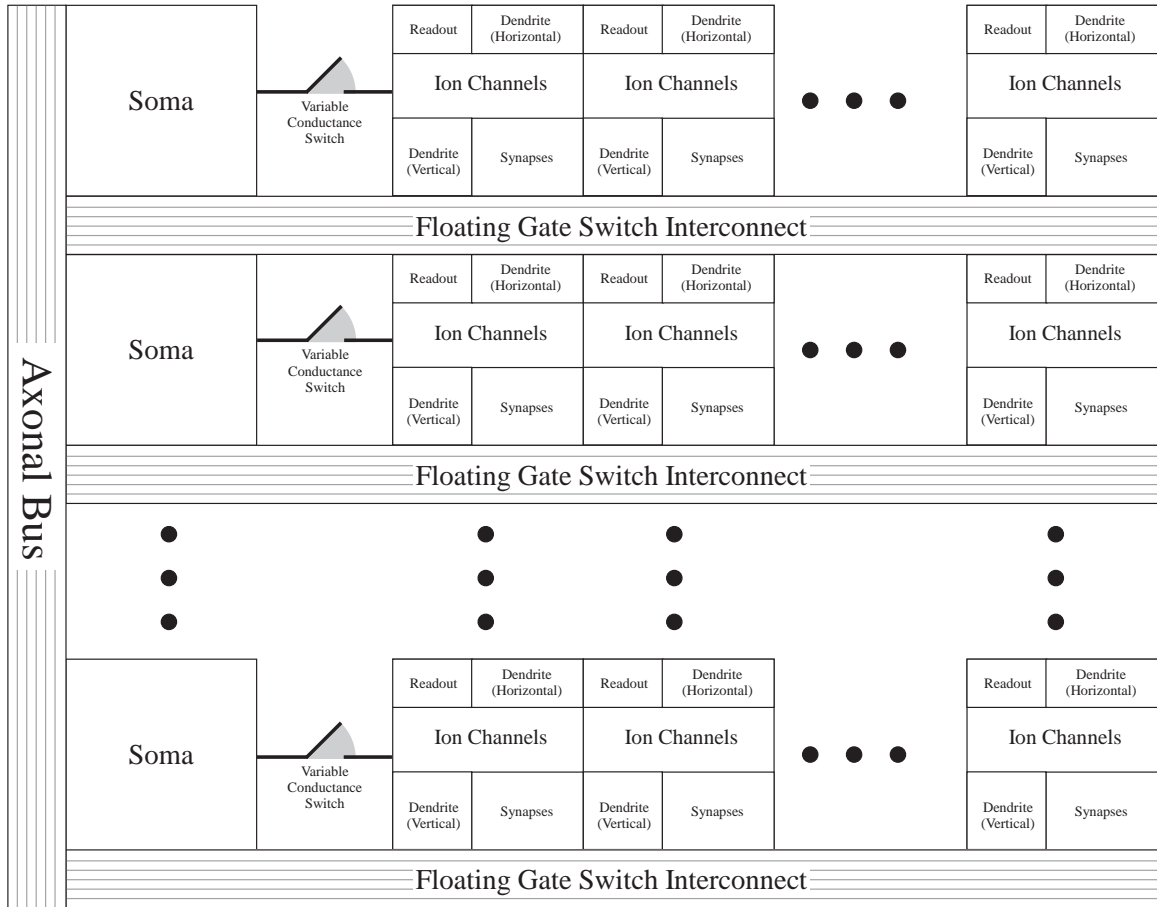 Axonal Bus
Readout
Dendrite
(Horizontal)
Readout
Dendrite
(Horizontal)
Readout
Dendrite
(Horizontal)
Soma
Variable
Conductance
Switch
Ion Channels
Ion Channels
Ion Channels
Dendrite
(Vertical)
Synapses
Dendrite
(Vertical)
Synapses
Dendrite
(Vertical)
Synapses
Floating Gate Switch Interconnect
Readout
Dendrite
(Horizontal)
Readout
Dendrite
(Horizontal)
Readout
Dendrite
(Horizontal)
Soma
Variable
Conductance
Switch
Ion Channels
Ion Channels
Ion Channels
Dendrite
(Vertical)
Synapses
Dendrite
(Vertical)
Synapses
Dendrite
(Vertical)
Synapses
Floating Gate Switch Interconnect
Readout
Dendrite
(Horizontal)
Readout
Dendrite
(Horizontal)
Readout
Dendrite
(Horizontal)
Soma
Variable
Conductance
Switch
Ion Channels
Ion Channels
Ion Channels
Dendrite
(Vertical)
Synapses
Dendrite
(Vertical)
Synapses
Dendrite
(Vertical)
Synapses
Floating Gate Switch Interconnect